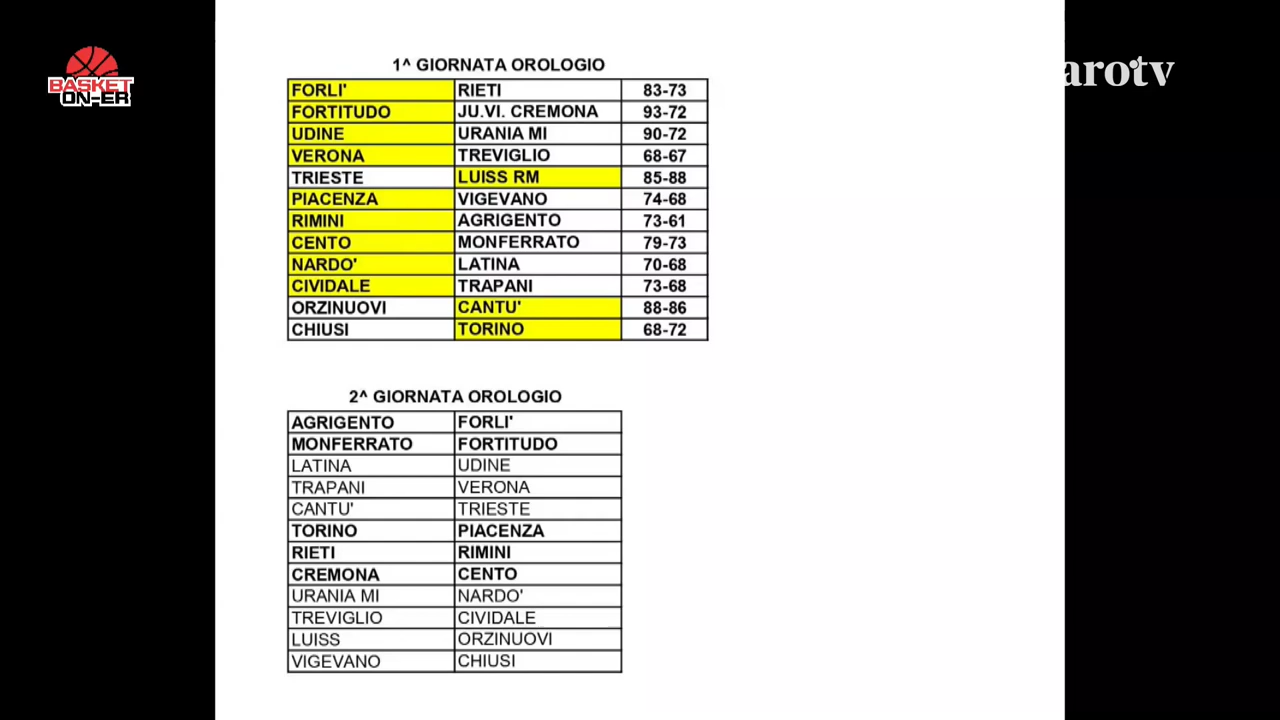 BASKET
ON-ER
arotv
1^ GIORNATA OROLOGIO
FORLI' RIETI 83-73
FORTITUDO JU.VI. CREMONA 93-72
UDINE URANIA MI 90-72
VERONA TREVIGLIO 68-67
TRIESTE LUISS RM 85-88
PIACENZA VIGEVANO 74-68
RIMINI AGRIGENTO 73-61
CENTO MONFERRATO 79-73
NARDO' LATINA 70-68
CIVIDALE TRAPANI 73-68
ORZINUOVI CANTU' 88-86
CHIUSI TORINO 68-72
2^ GIORNATA OROLOGIO
AGRIGENTO FORLI'
MONFERRATO FORTITUDO
LATINA UDINE
TRAPANI VERONA
CANTU' TRIESTE
TORINO PIACENZA
RIETI RIMINI
CREMONA CENTO
URANIA MI NARDO'
TREVIGLIO CIVIDALE
LUISS ORZINUOVI
VIGEVANO CHIUSI